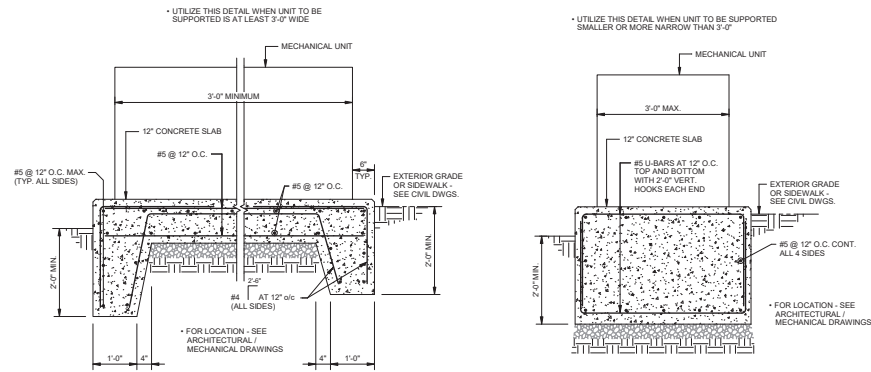 • UTILIZE THIS DETAIL WHEN UNIT TO BE
SUPPORTED IS AT LEAST 3'-0" WIDE
MECHANICAL UNIT
3'-0" MINIMUM
12" CONCRETE SLAB
#5 @ 12" O.C.
6"
TYP.
#5 @ 12" O.C. MAX.
(TYP. ALL SIDES)
#5 @ 12" O.C.
EXTERIOR GRADE
OR SIDEWALK -
SEE CIVIL DWGS.
2'-0" MIN.
2'-0" MIN.
2'-6"
#4 AT 12" o/c
(ALL SIDES)
• FOR LOCATION - SEE
ARCHITECTURAL /
MECHANICAL DRAWINGS
1'-0"
4"
4"
1'-0"
• UTILIZE THIS DETAIL WHEN UNIT TO BE SUPPORTED
SMALLER OR MORE NARROW THAN 3'-0"
MECHANICAL UNIT
3'-0" MAX.
12" CONCRETE SLAB
#5 U-BARS AT 12" O.C.
TOP AND BOTTOM
WITH 2'-0" VERT.
HOOKS EACH END
EXTERIOR GRADE
OR SIDEWALK -
SEE CIVIL DWGS.
#5 @ 12" O.C. CONT.
ALL 4 SIDES
2'-0" MIN.
• FOR LOCATION - SEE
ARCHITECTURAL /
MECHANICAL DRAWINGS